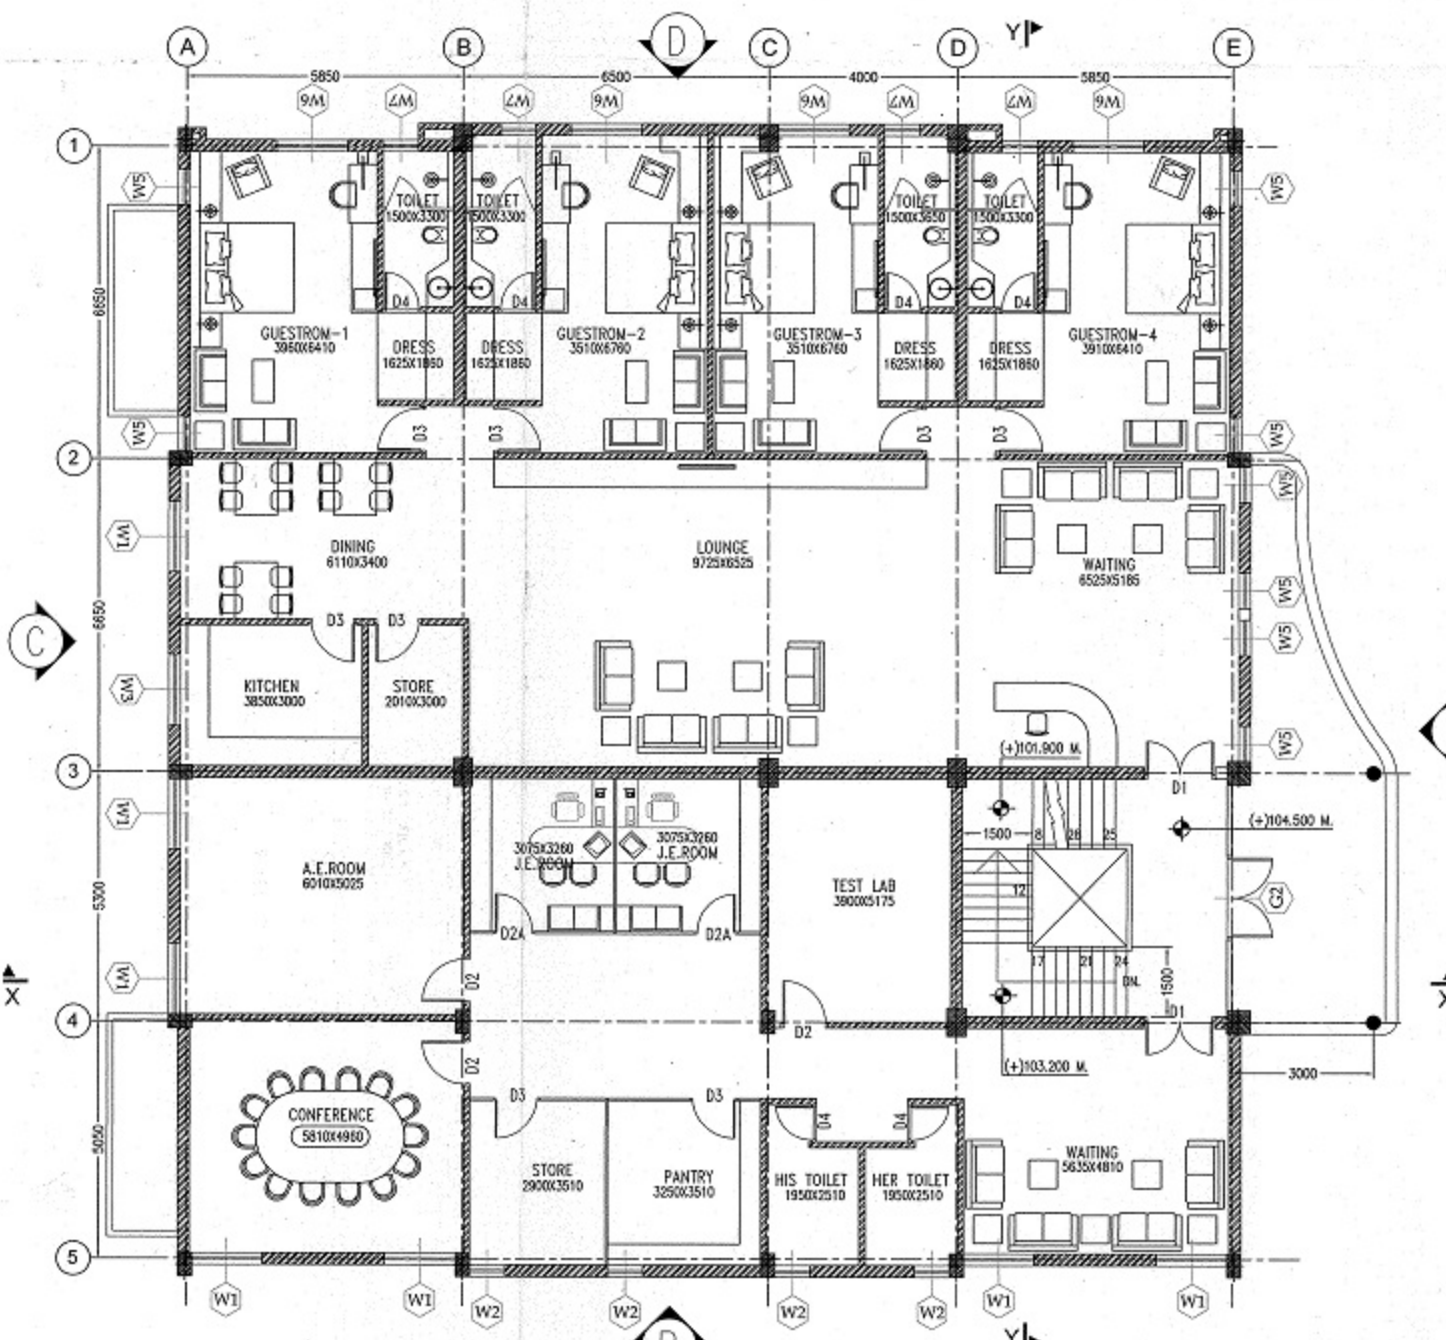 Y
A B D C D E
5850 6500 4000 5850
W6 W7 W7 W6 W6 W7 W7 W6
1
W5 W5
TOILET TOILET TOILET TOILET
1500X3300 1500X3300 1500X3650 1500X3300
6650
D4 D4 D4 D4
GUESTROM-1 GUESTROM-2 GUESTROM-3 GUESTROM-4
3960X6410 3510X6760 3510X6760 3910X6410
DRESS DRESS DRESS DRESS
1625X1860 1625X1860 1625X1860 1625X1860
W5 D3 D3 D3 D3 W5
2
W5
W1
DINING LOUNGE WAITING
6110X3400 9725X6525 6525X5185
W5
6650
D3 D3
C
W5
W3
KITCHEN STORE
3850X3000 2010X3000
(+)101.900 M.
W5
3
D1
W1
1500 8 26 25
(+)104.500 M.
3075X3260 3075X3260
J.E.ROOM J.E.ROOM
A.E.ROOM
6010X5025
TEST LAB
3900X5175
12
5300
G2
D2A D2A
17 21 24
X W1 D2 DN. 1500 X
4
D2 D1
D2
(+)103.200 M.
3000
D3 D3 D4 D4
CONFERENCE
5810X4960
5050
STORE PANTRY HIS TOILET HER TOILET WAITING
2900X3510 3250X3510 1950X2510 1950X2510 5635X4810
5
W1 W1 W2 W2 W2 W2 W1 W1
Y